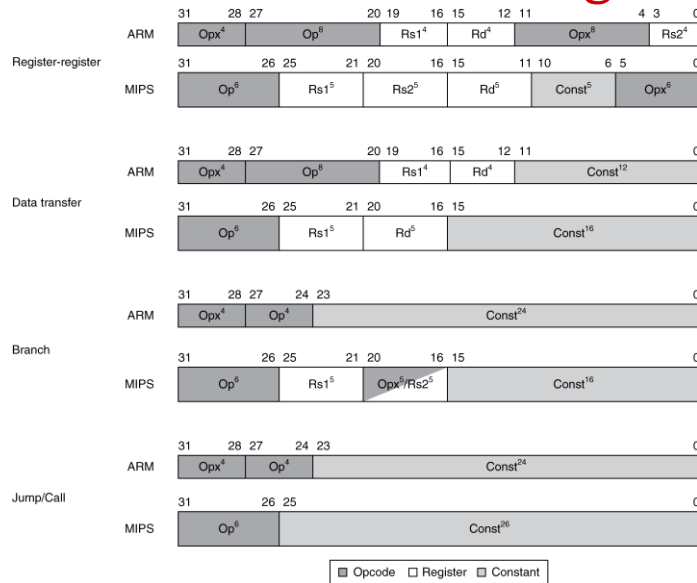 31 28 27 20 19 16 15 12 11 4 3 0
ARM Opx⁴ Op⁸ Rs1⁴ Rd⁴ Opx⁸ Rs2⁴
Register-register
31 26 25 21 20 16 15 11 10 6 5 0
MIPS Op⁶ Rs1⁵ Rs2⁵ Rd⁵ Const⁵ Opx⁶
31 28 27 20 19 16 15 12 11 0
ARM Opx⁴ Op⁸ Rs1⁴ Rd⁴ Const¹²
Data transfer
31 26 25 21 20 16 15 0
MIPS Op⁶ Rs1⁵ Rd⁵ Const¹⁶
31 28 27 24 23 0
ARM Opx⁴ Op⁴ Const²⁴
Branch
31 26 25 21 20 16 15 0
MIPS Op⁶ Rs1⁵ Opx⁵/Rs2⁵ Const¹⁶
31 28 27 24 23 0
ARM Opx⁴ Op⁴ Const²⁴
Jump/Call
31 26 25 0
MIPS Op⁶ Const²⁶
Opcode Register Constant